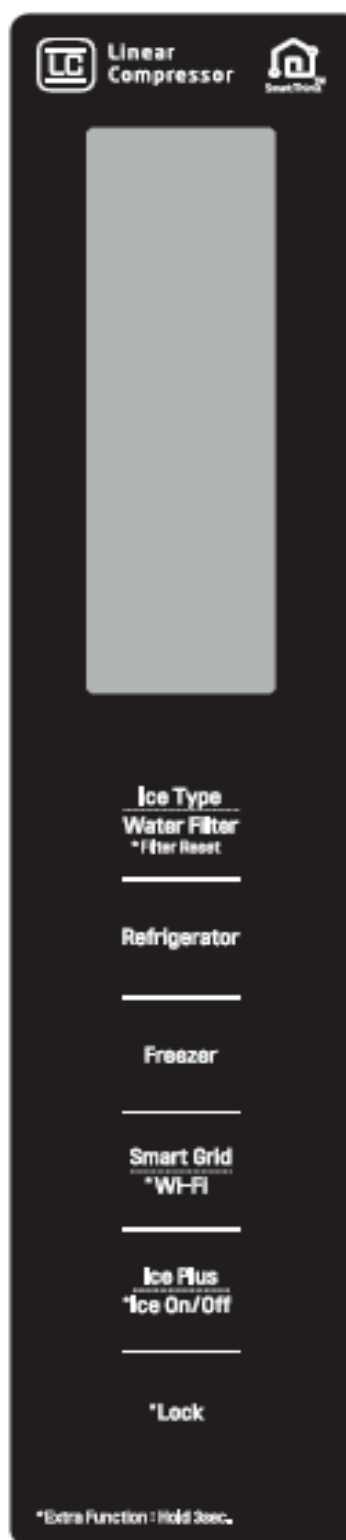 LC
Linear
Compressor
SmartThinQ™
Ice Type
Water Filter
*Filter Reset
Refrigerator
Freezer
Smart Grid
*Wi-Fi
Ice Plus
*Ice On/Off
*Lock
*Extra Function : Hold 3sec.